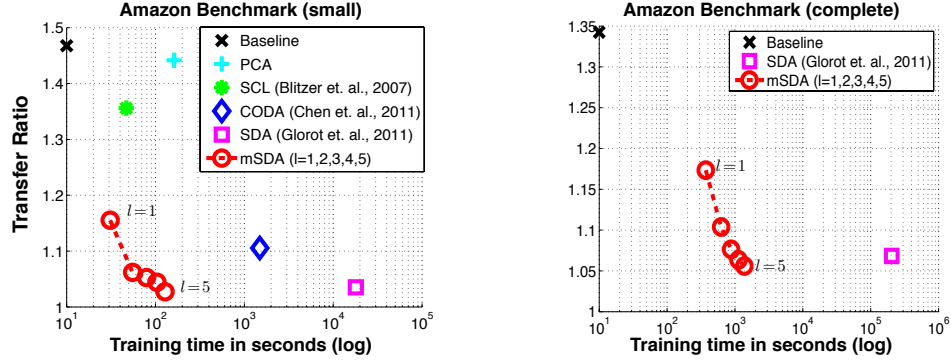 Amazon Benchmark (small)
Transfer Ratio
1.5
1.4
1.3
1.2
1.1
1
Baseline
PCA
SCL (Blitzer et. al., 2007)
CODA (Chen et. al., 2011)
SDA (Glorot et. al., 2011)
mSDA (l=1,2,3,4,5)
l=1
l=5
10^1 10^2 10^3 10^4 10^5
Training time in seconds (log)
Amazon Benchmark (complete)
1.35
1.3
1.25
1.2
1.15
1.1
1.05
1
Baseline
SDA (Glorot et. al., 2011)
mSDA (l=1,2,3,4,5)
l=1
l=5
10^1 10^2 10^3 10^4 10^5 10^6
Training time in seconds (log)